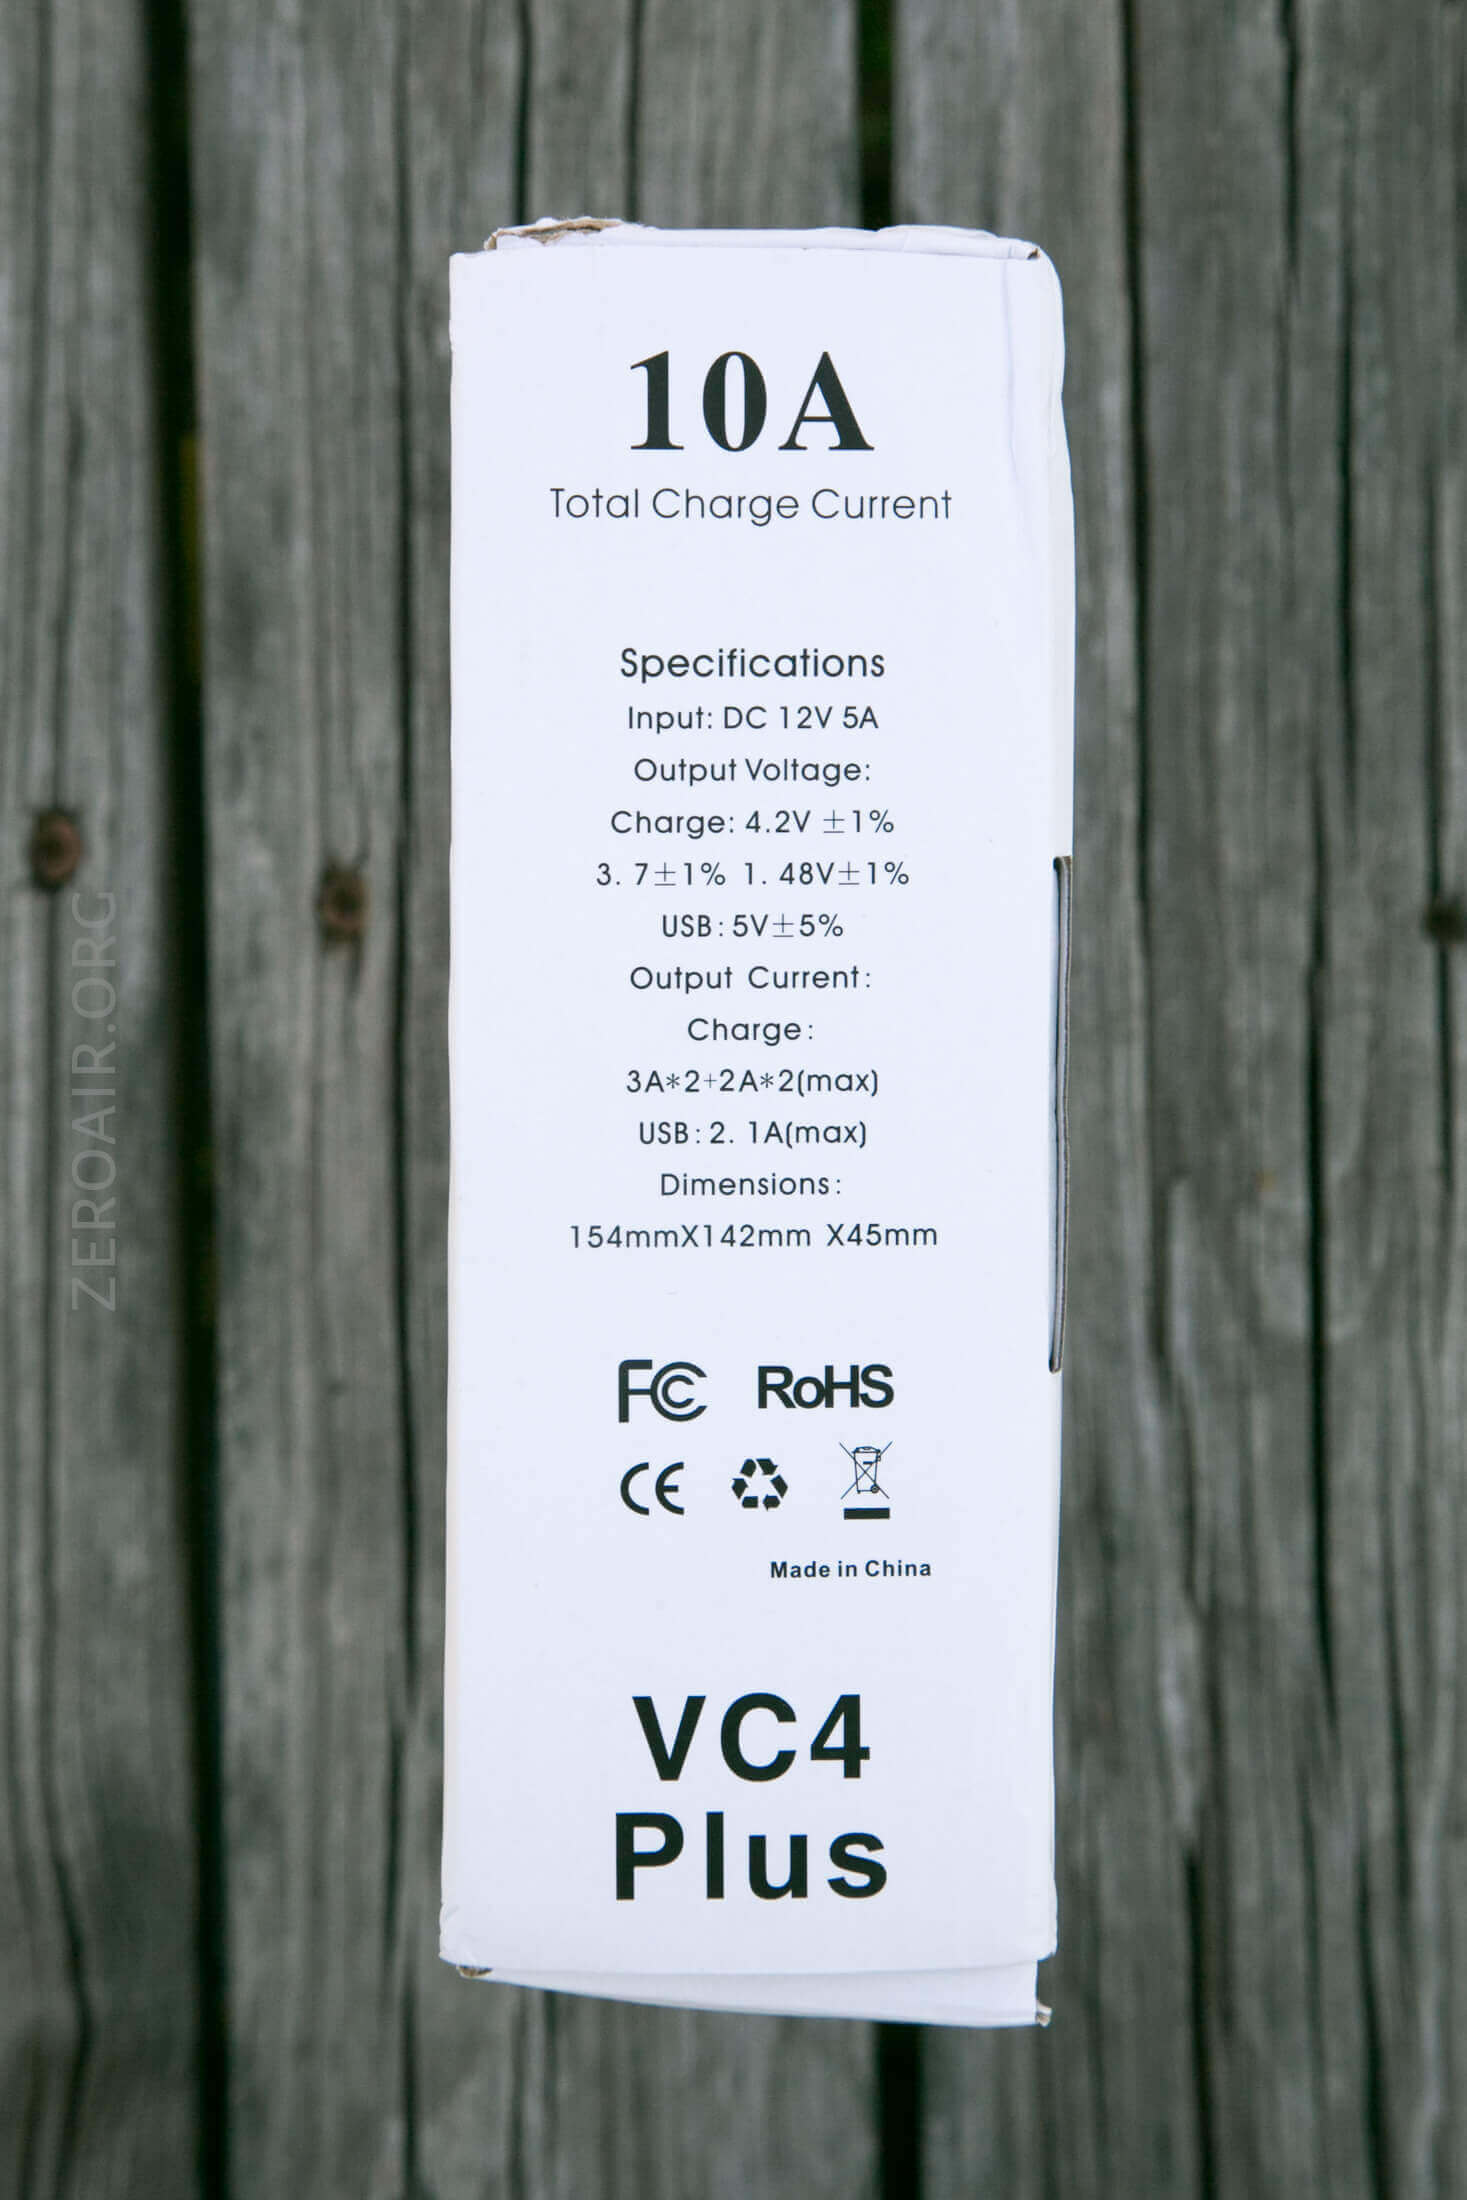 10A
Total Charge Current
Specifications
Input: DC 12V 5A
Output Voltage:
Charge: 4.2V ±1%
3. 7±1% 1. 48V±1%
USB: 5V±5%
Output Current:
Charge:
3A*2+2A*2(max)
USB: 2. 1A(max)
Dimensions:
154mmX142mm X45mm
FC RoHS
CE
Made in China
VC4
Plus
ZEROAIR.ORG